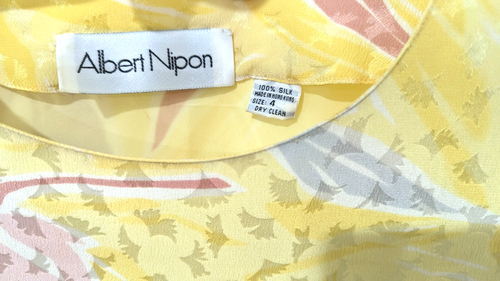 Albert Nipon
100% SILK
MADE IN HONG KONG
SIZE: 4
DRY CLEAN